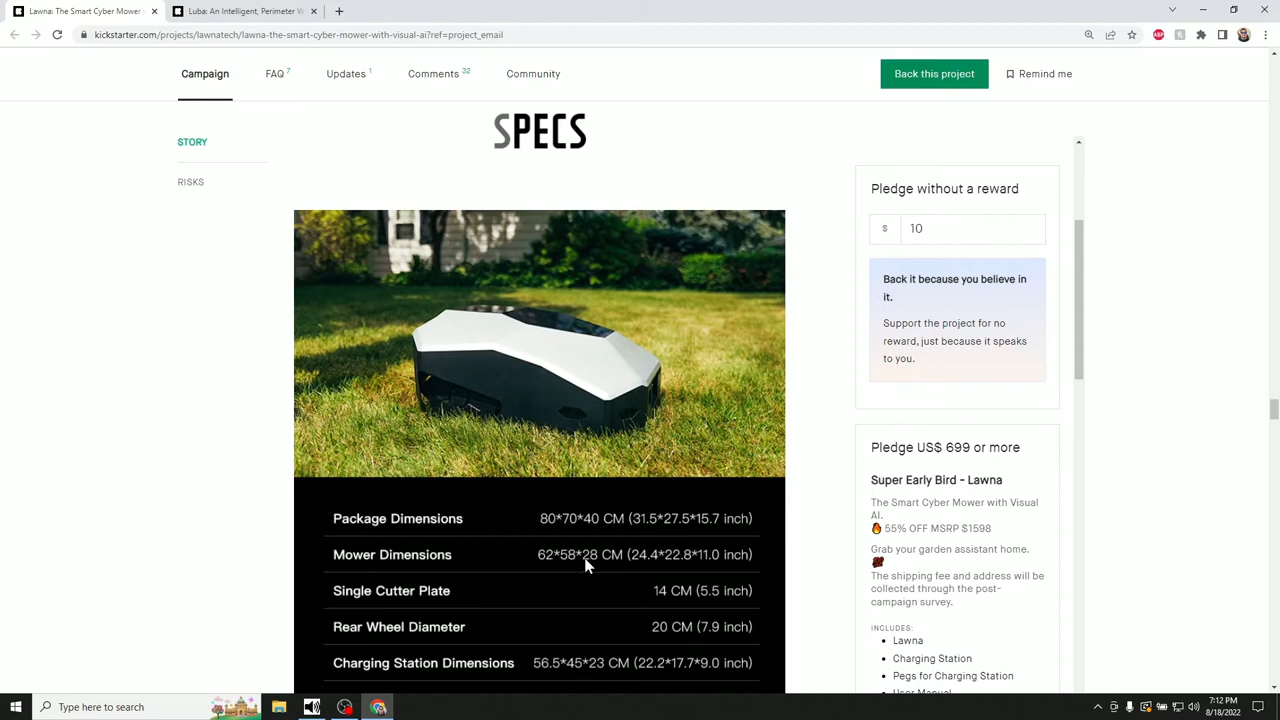 Lawna: The Smart Cyber Mower
Luba: An Intelligent, Perimeter W
kickstarter.com/projects/lawnatech/lawna-the-smart-cyber-mower-with-visual-ai?ref=project_email
Campaign
FAQ 7
Updates 1
Comments 32
Community
Back this project
Remind me
STORY
RISKS
SPECS
Package Dimensions 80*70*40 CM (31.5*27.5*15.7 inch)
Mower Dimensions 62*58*28 CM (24.4*22.8*11.0 inch)
Single Cutter Plate 14 CM (5.5 inch)
Rear Wheel Diameter 20 CM (7.9 inch)
Charging Station Dimensions 56.5*45*23 CM (22.2*17.7*9.0 inch)
Pledge without a reward
$ 10
Back it because you believe in
it.
Support the project for no
reward, just because it speaks
to you.
Pledge US$ 699 or more
Super Early Bird - Lawna
The Smart Cyber Mower with Visual
AI.
🔥 55% OFF MSRP $1598
Grab your garden assistant home.
The shipping fee and address will be
collected through the post-
campaign survey.
INCLUDES:
Lawna
Charging Station
Pegs for Charging Station
User Manual
Type here to search
7:12 PM
8/18/2022